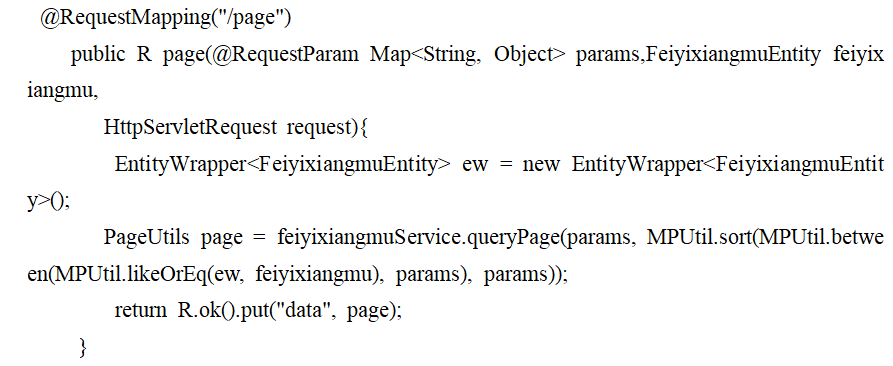 @RequestMapping("/page")
public R page(@RequestParam Map<String, Object> params,FeiyixiangmuEntity feiyix
iangmu,
HttpServletRequest request){
EntityWrapper<FeiyixiangmuEntity> ew = new EntityWrapper<FeiyixiangmuEntit
y>();
PageUtils page = feiyixiangmuService.queryPage(params, MPUtil.sort(MPUtil.betwe
en(MPUtil.likeOrEq(ew, feiyixiangmu), params), params));
return R.ok().put("data", page);
}